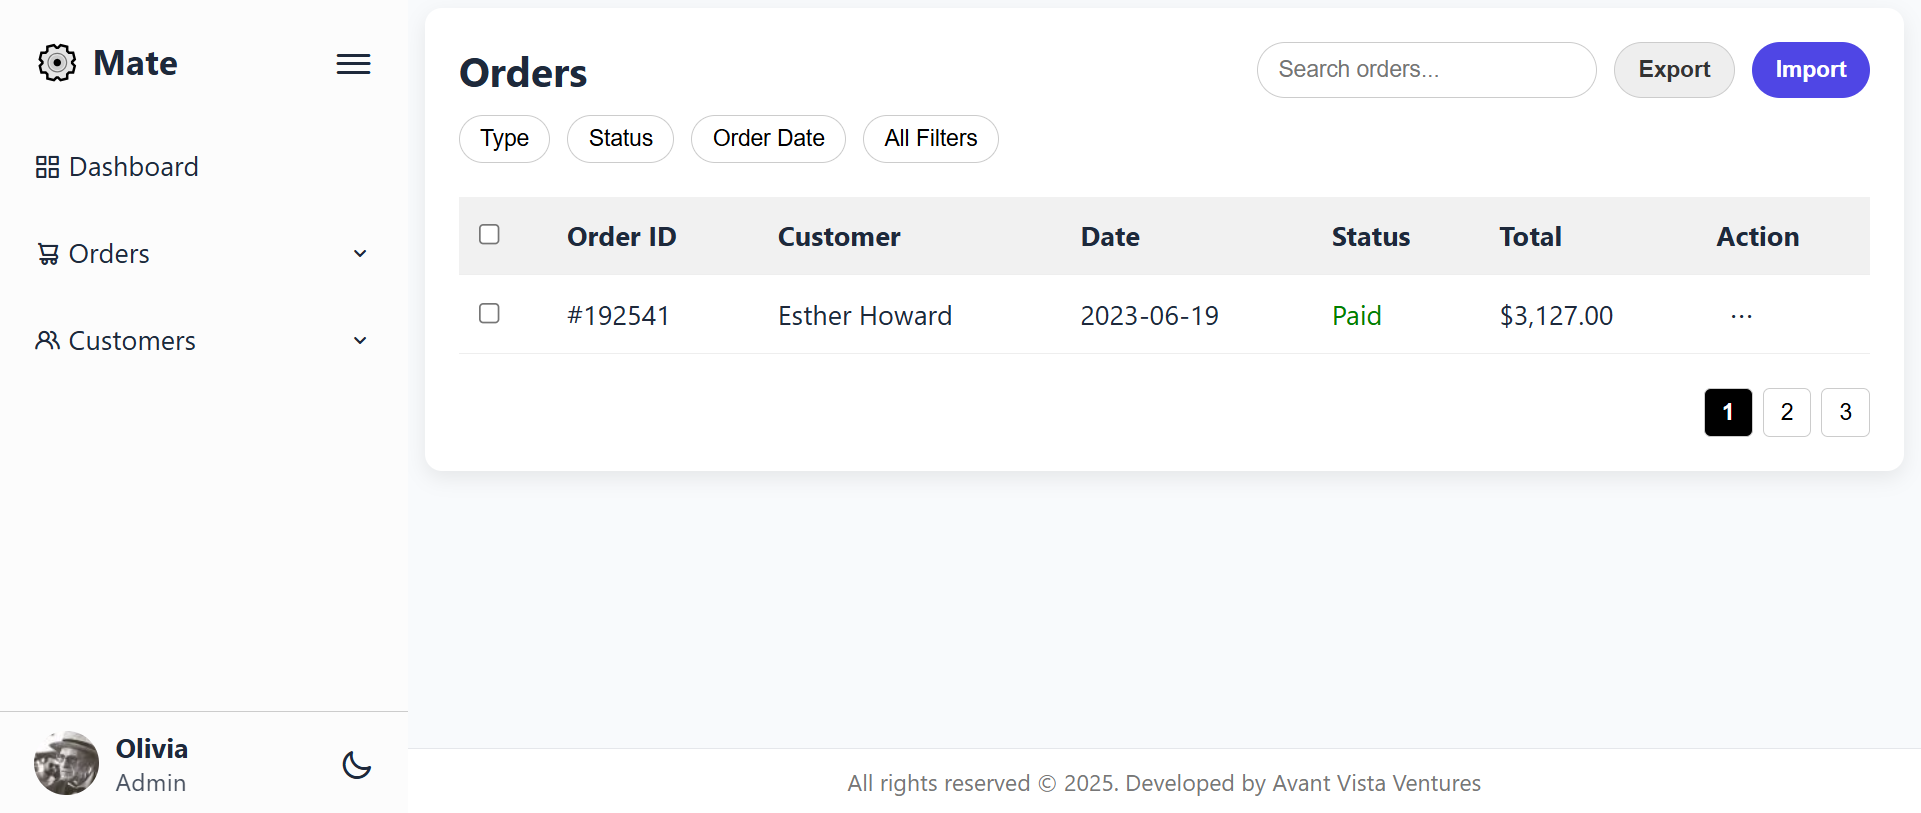 Mate
Dashboard
Orders
Customers
Olivia
Admin
Orders
Search orders...
Export
Import
Type
Status
Order Date
All Filters
Order ID Customer Date Status Total Action
#192541 Esther Howard 2023-06-19 Paid $3,127.00 ...
1 2 3
All rights reserved © 2025. Developed by Avant Vista Ventures